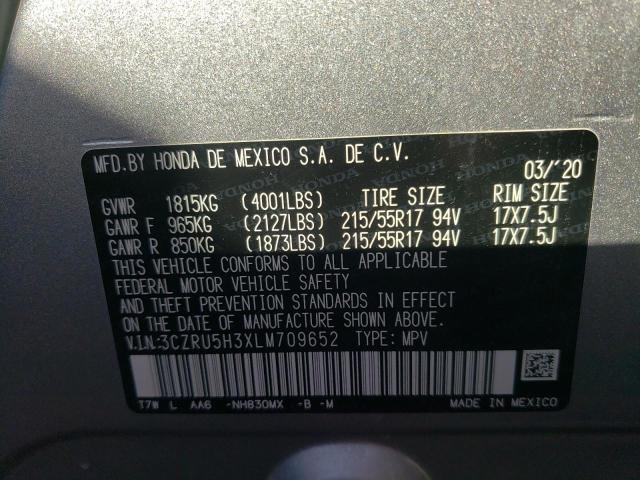 MFD.BY HONDA DE MEXICO S.A. DE C.V.
03/'20
GVWR 1815KG (4001LBS) TIRE SIZE RIM SIZE
GAWR F 965KG (2127LBS) 215/55R17 94V 17X7.5J
GAWR R 850KG (1873LBS) 215/55R17 94V 17X7.5J
THIS VEHICLE CONFORMS TO ALL APPLICABLE
FEDERAL MOTOR VEHICLE SAFETY
AND THEFT PREVENTION STANDARDS IN EFFECT
ON THE DATE OF MANUFACTURE SHOWN ABOVE.
V.I.N:3CZRU5H3XLM709652 TYPE: MPV
T7W L AA6 -NH830MX -B -M
MADE IN MEXICO